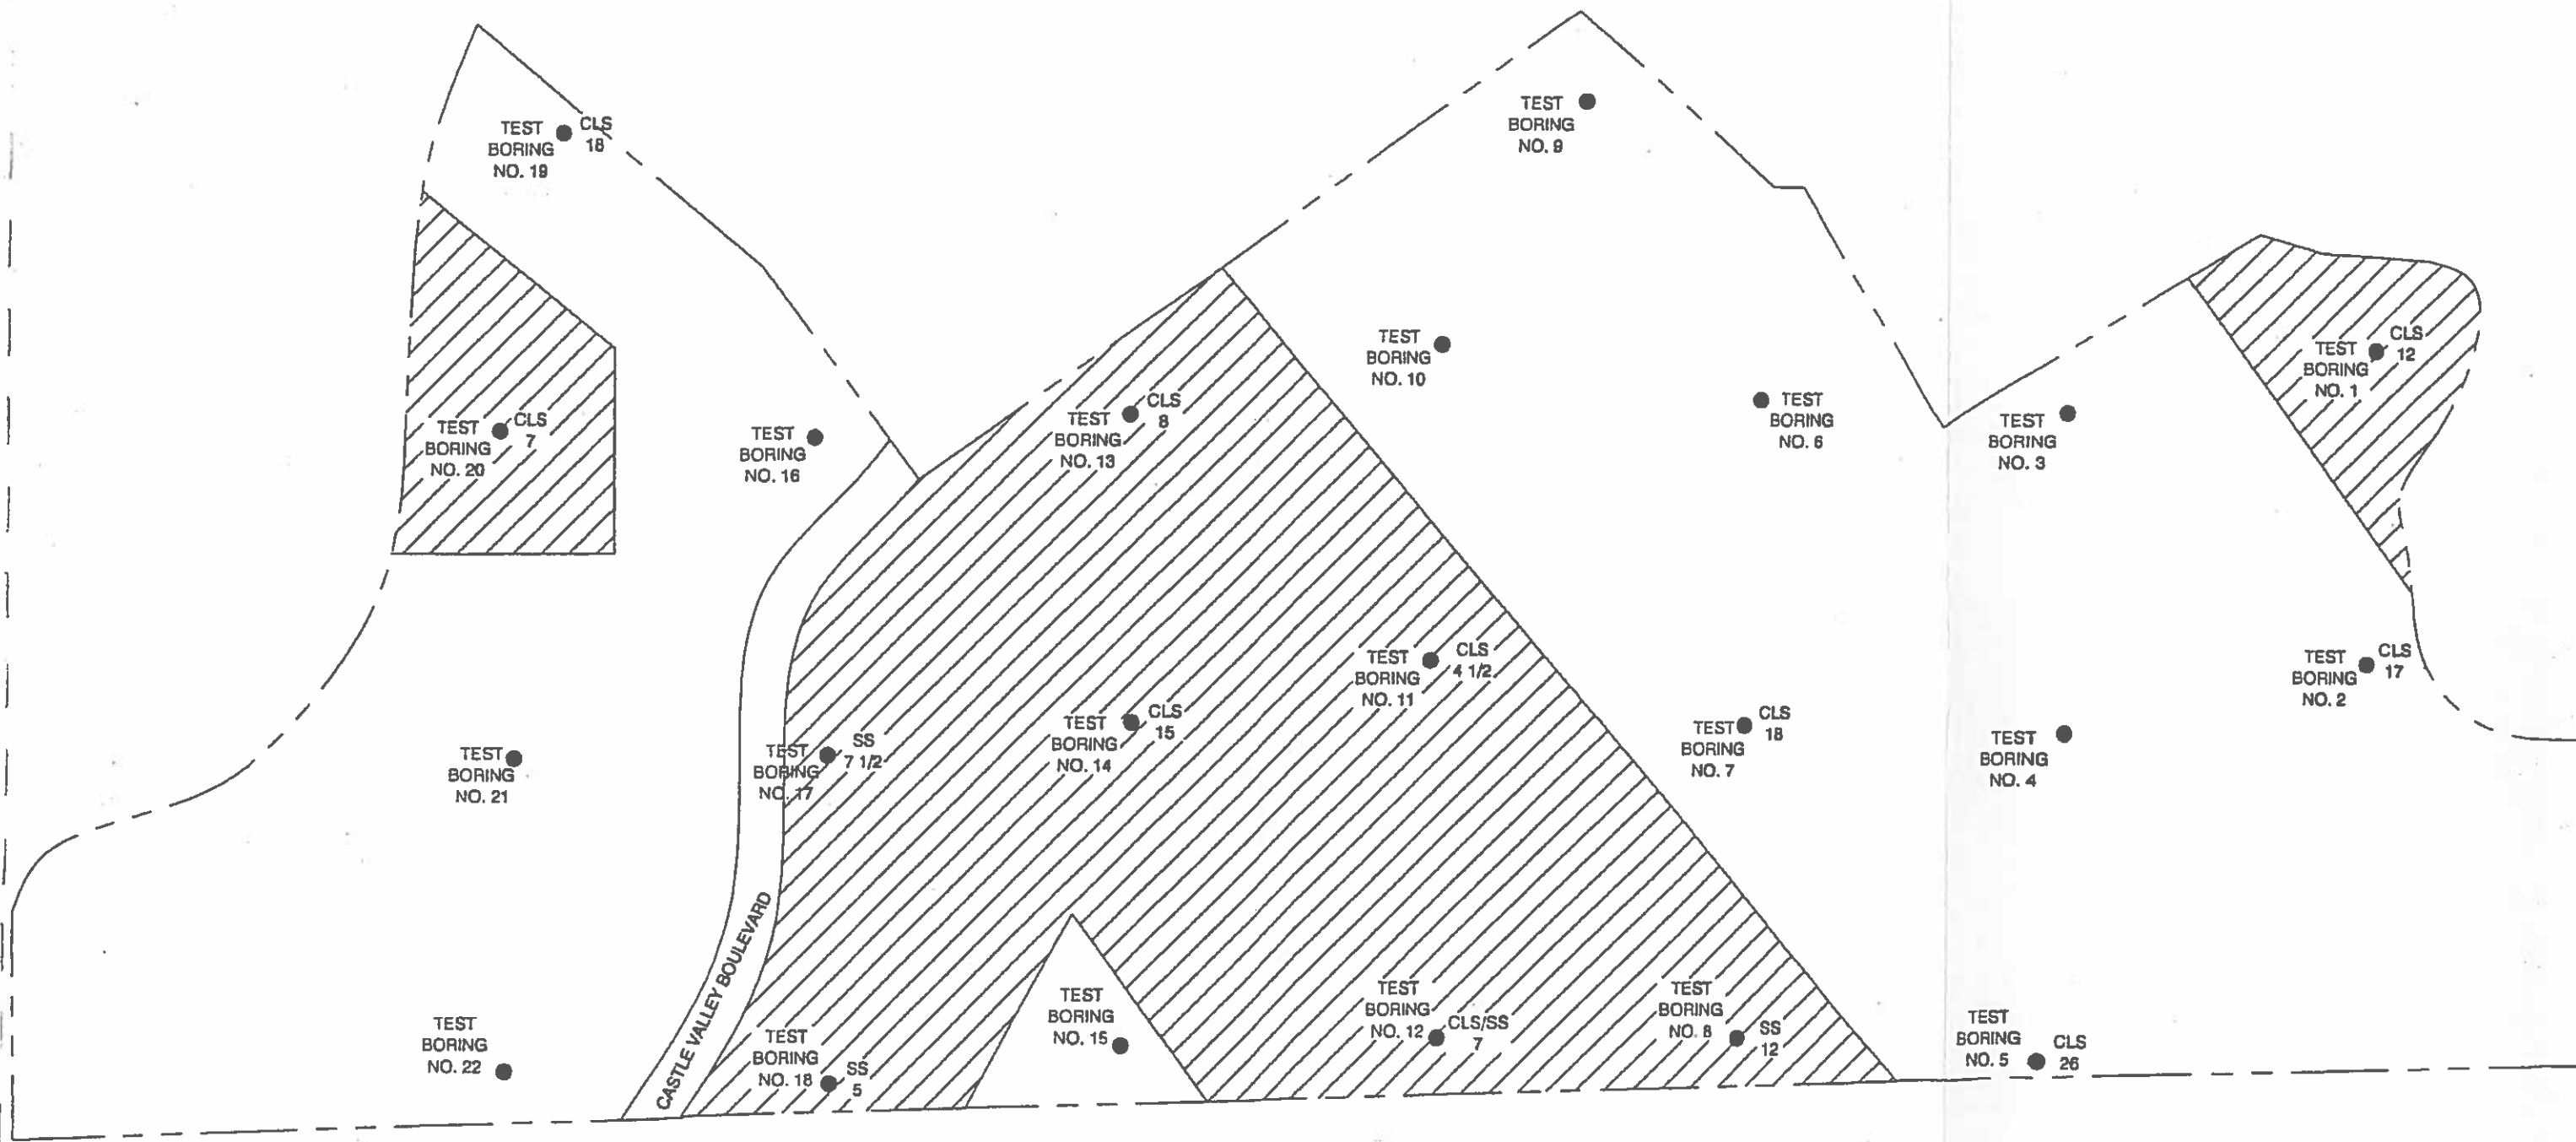 TEST
BORING
NO. 19
CLS
18
TEST
BORING
NO. 9
TEST
BORING
NO. 20
CLS
7
TEST
BORING
NO. 16
TEST
BORING
NO. 13
CLS
8
TEST
BORING
NO. 10
TEST
BORING
NO. 6
TEST
BORING
NO. 3
TEST
BORING
NO. 1
CLS
12
TEST
BORING
NO. 21
TEST
BORING
NO. 17
SS
7 1/2
TEST
BORING
NO. 14
CLS
15
TEST
BORING
NO. 11
CLS
4 1/2
TEST
BORING
NO. 7
CLS
18
TEST
BORING
NO. 4
TEST
BORING
NO. 2
CLS
17
CASTLE VALLEY BOULEVARD
TEST
BORING
NO. 22
TEST
BORING
NO. 18
SS
5
TEST
BORING
NO. 15
TEST
BORING
NO. 12
CLS/SS
7
TEST
BORING
NO. 8
SS
12
TEST
BORING
NO. 5
CLS
26